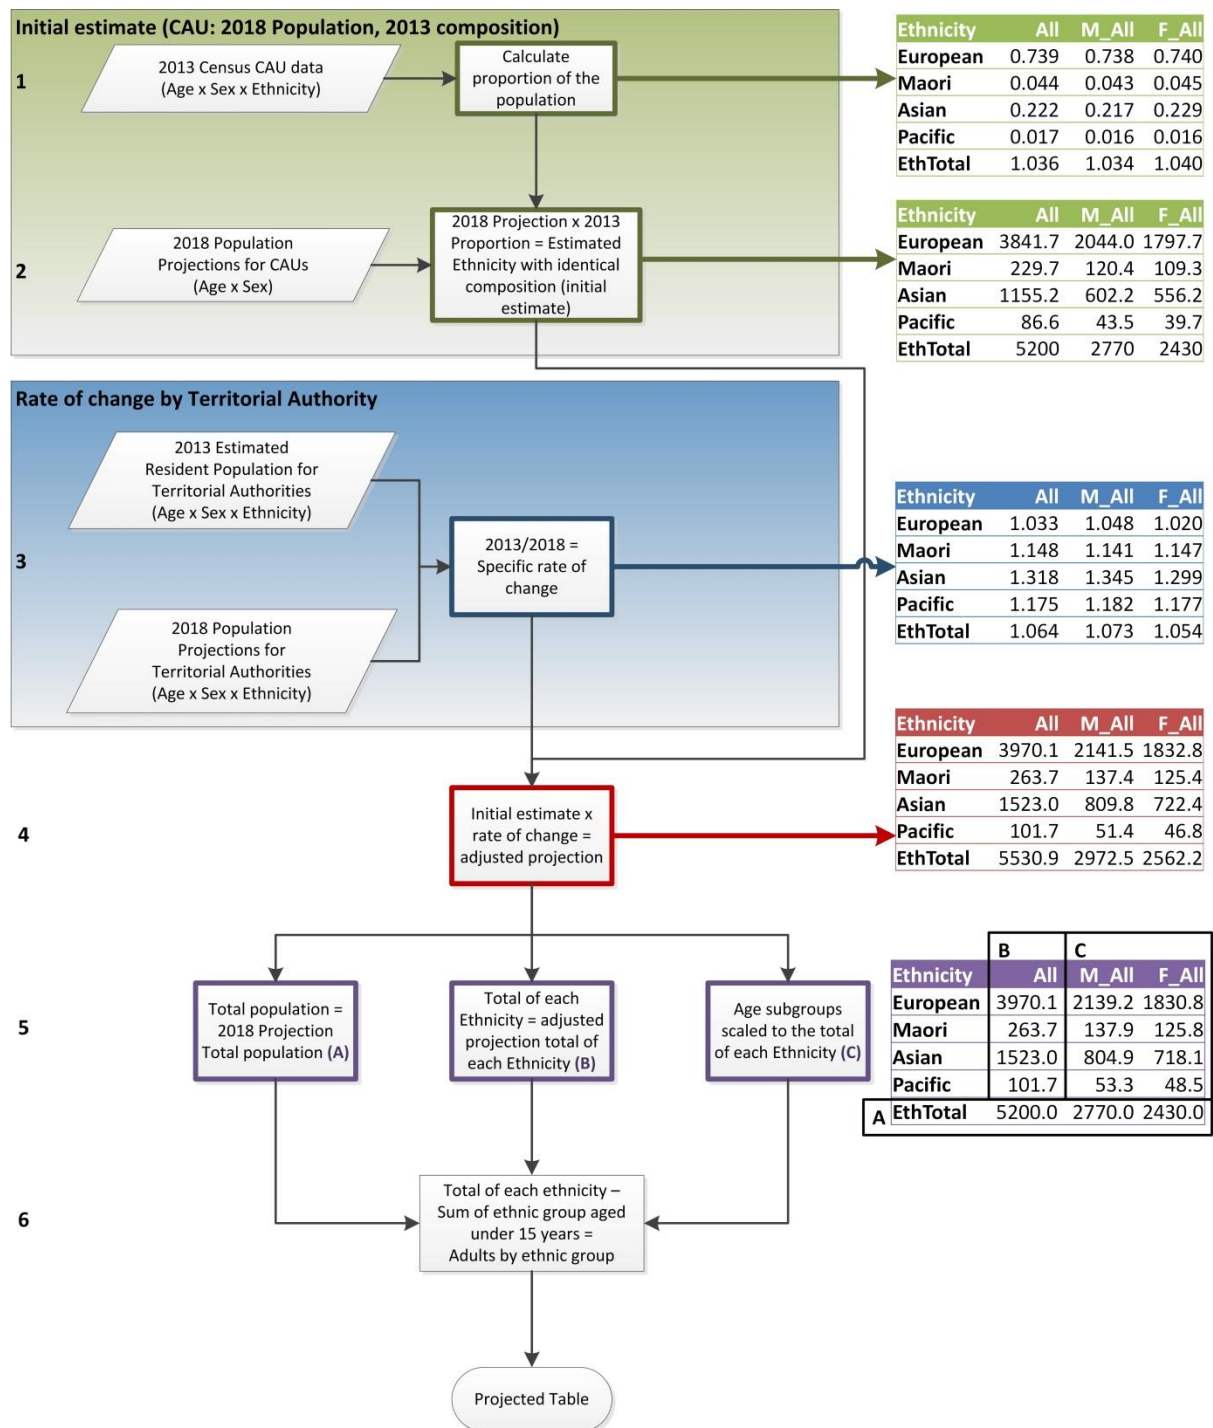 Initial estimate (CAU: 2018 Population, 2013 composition)
1
2013 Census CAU data
(Age x Sex x Ethnicity)
Calculate
proportion of the
population
Ethnicity All M_All F_All
European 0.739 0.738 0.740
Maori 0.044 0.043 0.045
Asian 0.222 0.217 0.229
Pacific 0.017 0.016 0.016
EthTotal 1.036 1.034 1.040
2
2018 Population
Projections for CAUs
(Age x Sex)
2018 Projection x 2013
Proportion = Estimated
Ethnicity with identical
composition (initial
estimate)
Ethnicity All M_All F_All
European 3841.7 2044.0 1797.7
Maori 229.7 120.4 109.3
Asian 1155.2 602.2 556.2
Pacific 86.6 43.5 39.7
EthTotal 5200 2770 2430
Rate of change by Territorial Authority
2013 Estimated
Resident Population for
Territorial Authorities
(Age x Sex x Ethnicity)
3
2013/2018 =
Specific rate of
change
2018 Population
Projections for
Territorial Authorities
(Age x Sex x Ethnicity)
Ethnicity All M_All F_All
European 1.033 1.048 1.020
Maori 1.148 1.141 1.147
Asian 1.318 1.345 1.299
Pacific 1.175 1.182 1.177
EthTotal 1.064 1.073 1.054
4
Initial estimate x
rate of change =
adjusted projection
Ethnicity All M_All F_All
European 3970.1 2141.5 1832.8
Maori 263.7 137.4 125.4
Asian 1523.0 809.8 722.4
Pacific 101.7 51.4 46.8
EthTotal 5530.9 2972.5 2562.2
5
Total population =
2018 Projection
Total population (A)
Total of each
Ethnicity = adjusted
projection total of
each Ethnicity (B)
Age subgroups
scaled to the total
of each Ethnicity (C)
B C
Ethnicity All M_All F_All
European 3970.1 2139.2 1830.8
Maori 263.7 137.9 125.8
Asian 1523.0 804.9 718.1
Pacific 101.7 53.3 48.5
A EthTotal 5200.0 2770.0 2430.0
6
Total of each ethnicity –
Sum of ethnic group aged
under 15 years =
Adults by ethnic group
Projected Table